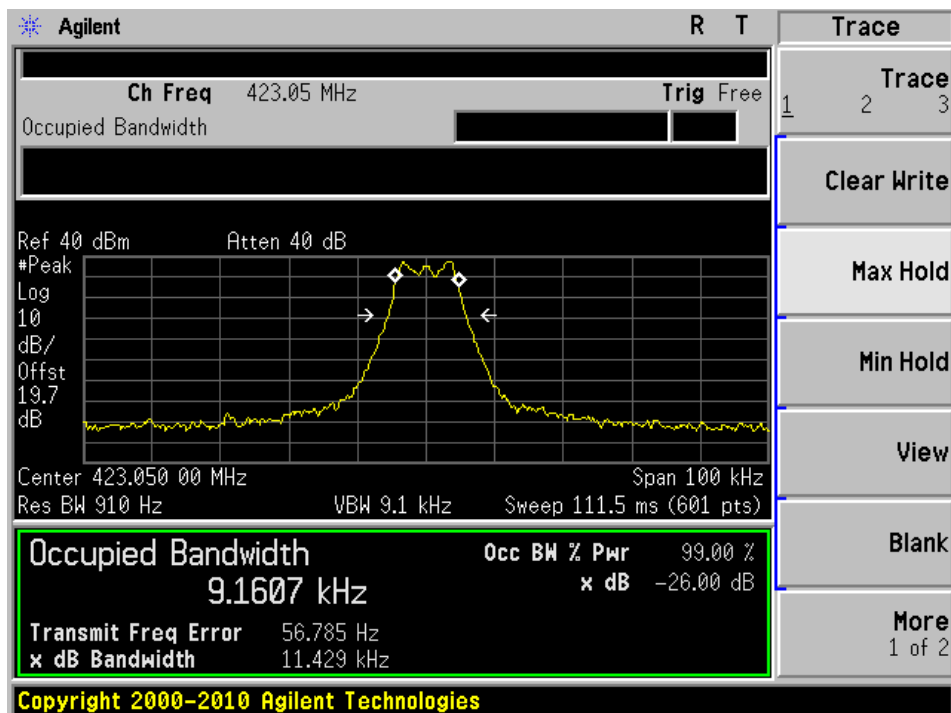 Agilent R T Trace
Ch Freq 423.05 MHz Trig Free
Occupied Bandwidth
Trace
1 2 3
Clear Write
Max Hold
Min Hold
View
Blank
More
1 of 2
Ref 40 dBm Atten 40 dB
#Peak
Log
10
dB/
Offst
19.7
dB
Center 423.050 00 MHz Span 100 kHz
Res BW 910 Hz VBW 9.1 kHz Sweep 111.5 ms (601 pts)
Occupied Bandwidth Occ BW % Pwr 99.00 %
9.1607 kHz x dB -26.00 dB
Transmit Freq Error 56.785 Hz
x dB Bandwidth 11.429 kHz
Copyright 2000-2010 Agilent Technologies